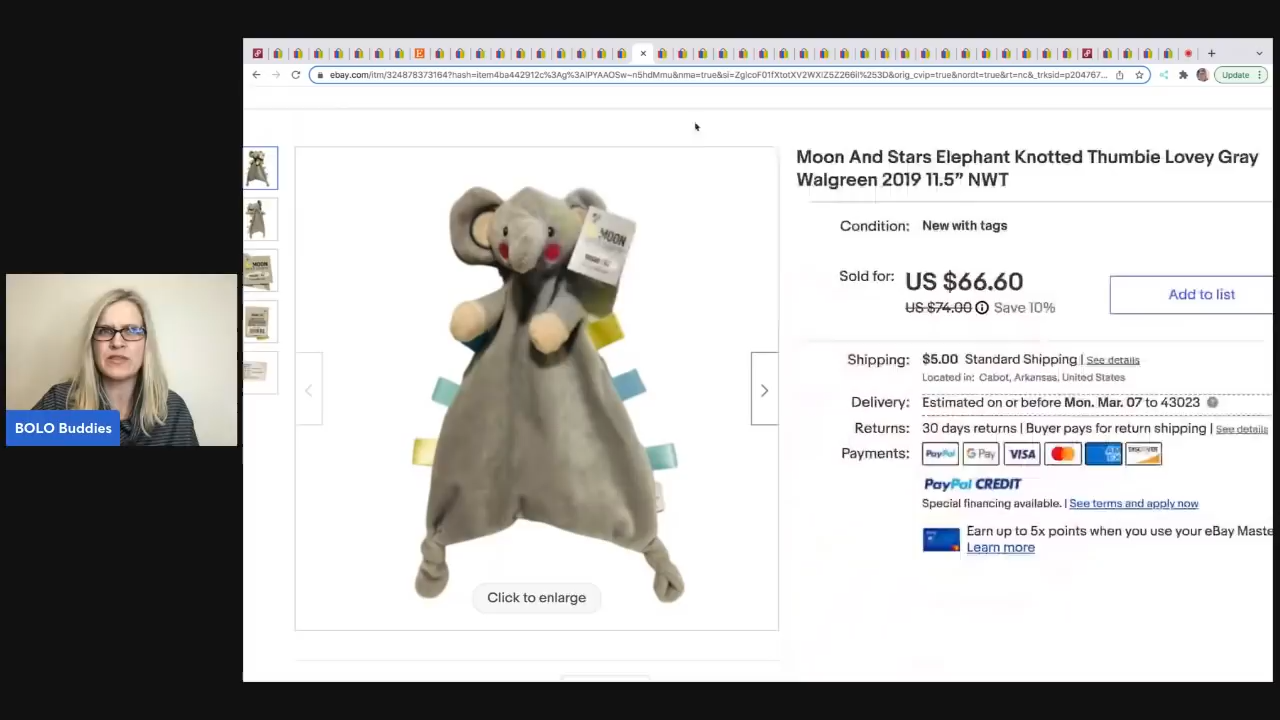 ebay.com/itm/324878373164?hash=item4ba442912c%3Ag%3AIPYAAOSw~n5hdMmu&nma=true&si=ZglcoF01fXtotXV2WXIZ5Z266iI%253D&orig_cvip=true&nordt=true&rt=nc&_trksid=p204767...
Update
Moon And Stars Elephant Knotted Thumbie Lovey Gray
Walgreen 2019 11.5” NWT
Condition: New with tags
Sold for: US $66.60
US $74.00 Save 10%
Add to list
Shipping: $5.00 Standard Shipping | See details
Located in: Cabot, Arkansas, United States
Delivery: Estimated on or before Mon. Mar. 07 to 43023
Returns: 30 days returns | Buyer pays for return shipping | See details
Payments: PayPal G Pay VISA DISCOVER
PayPal CREDIT
Special financing available. | See terms and apply now
Earn up to 5x points when you use your eBay Maste
Learn more
MOON
Click to enlarge
BOLO Buddies